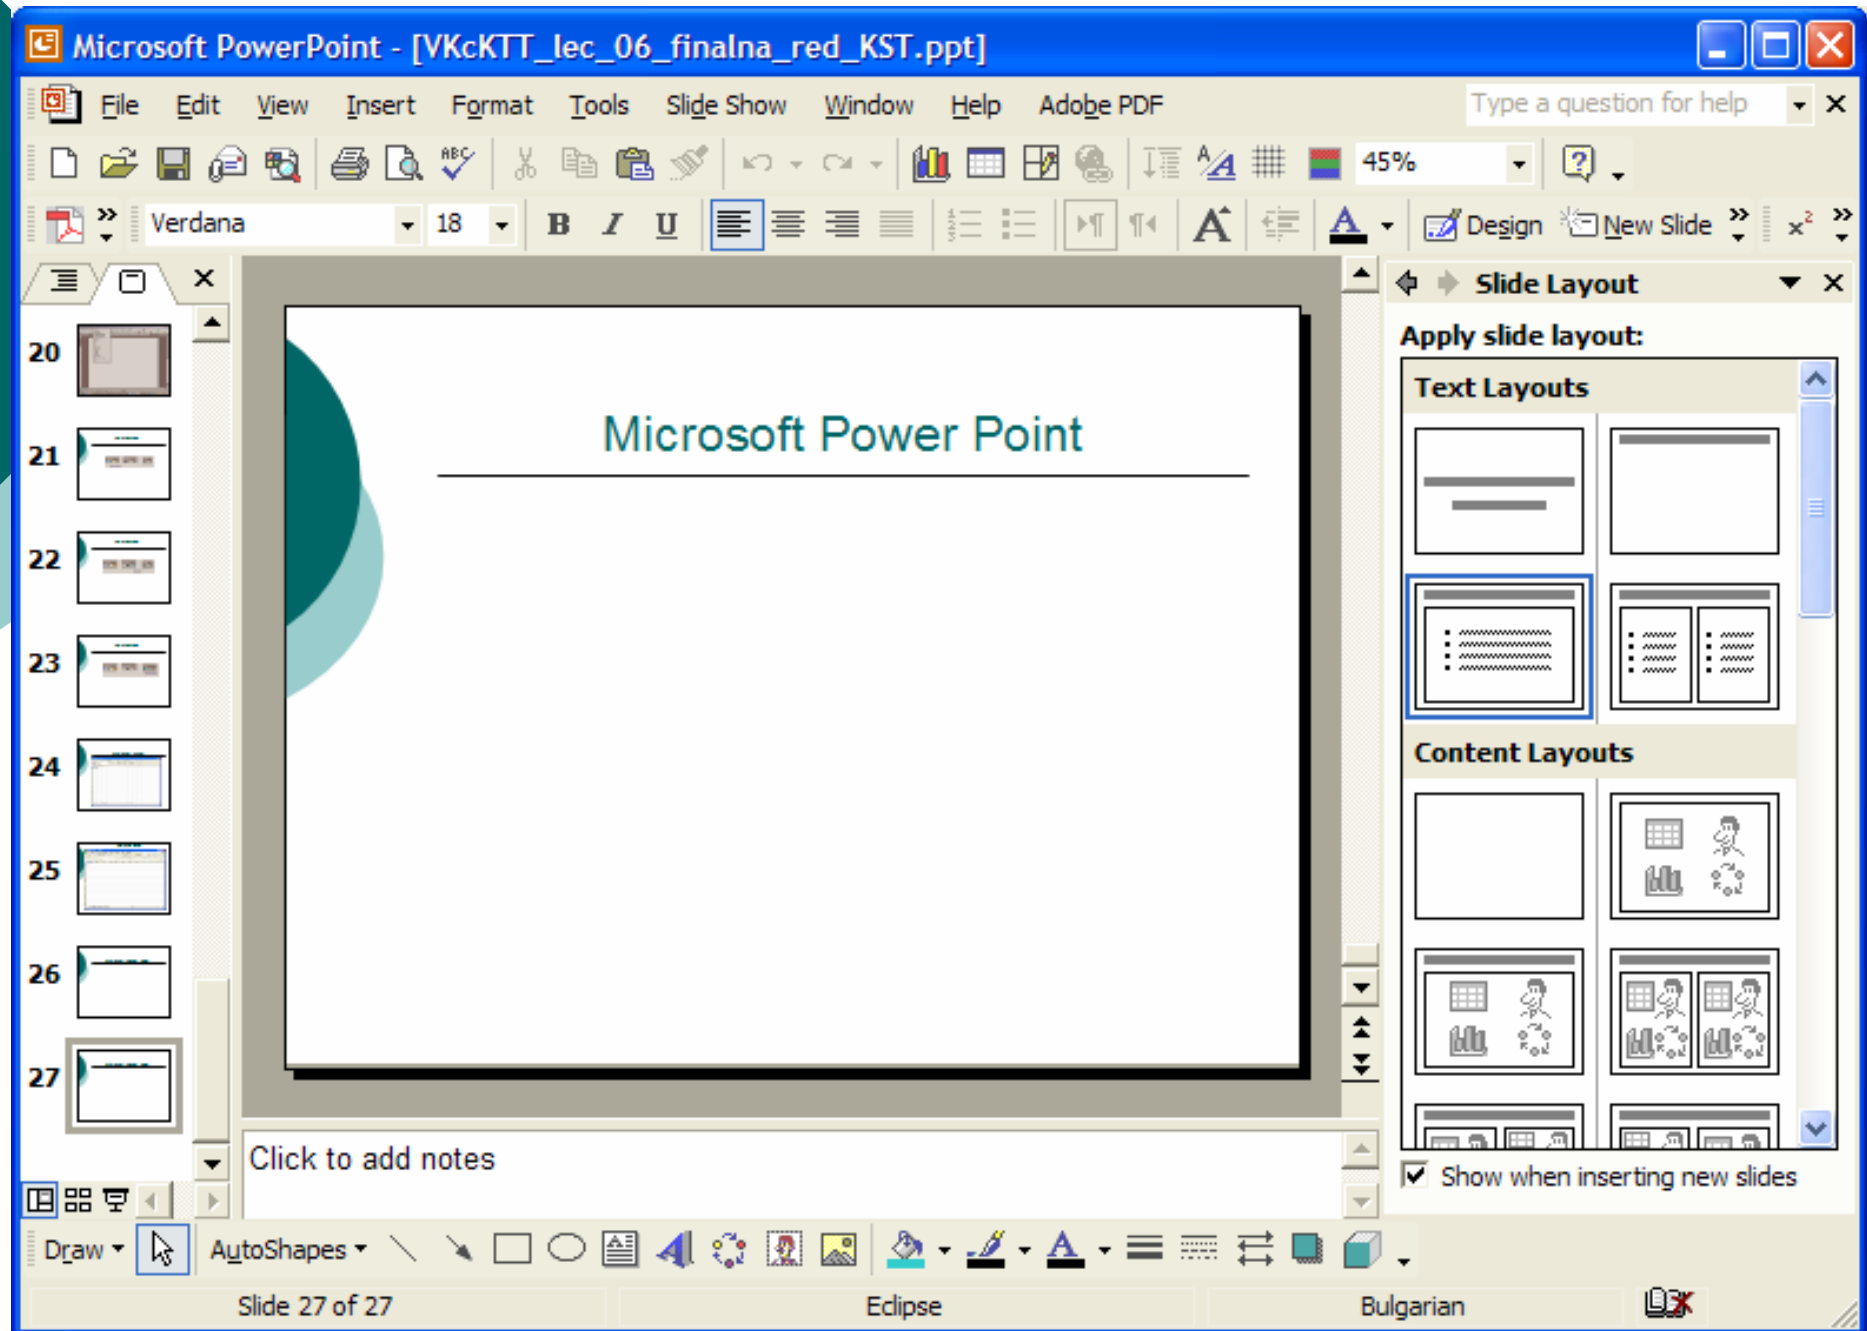 Microsoft PowerPoint - [VKcKTT_lec_06_finalna_red_KST.ppt]
File Edit View Insert Format Tools Slide Show Window Help Adobe PDF Type a question for help
ABC 45%
Verdana 18 B I U A A Design New Slide x²
Slide Layout
Apply slide layout:
Text Layouts
20
21
22
23
24
25
26
27
Microsoft Power Point
Content Layouts
Click to add notes
Show when inserting new slides
Draw AutoShapes
Slide 27 of 27 Eclipse Bulgarian